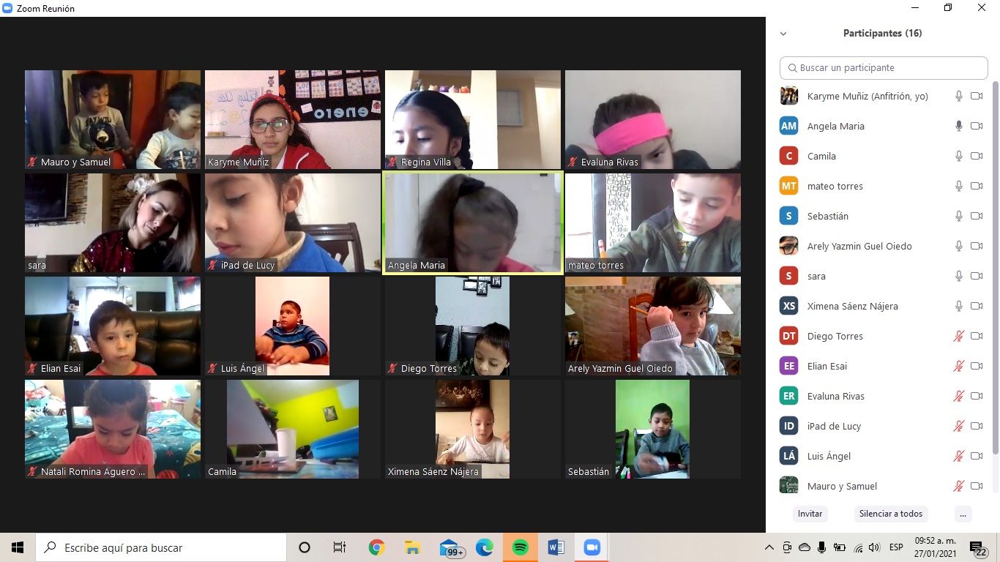 Zoom Reunión
Mauro y Samuel
Karyme Muñiz
enero
Regina Villa
Evaluna Rivas
sara
iPad de Lucy
Angela Maria
mateo torres
Elian Esai
Luis Ángel
Diego Torres
Arely Yazmin Guel Oiedo
Natali Romina Aguero ...
Camila
Ximena Sáenz Nájera
Sebastián
Participantes (16)
Buscar un participante
Karyme Muñiz (Anfitrión, yo)
AM Angela Maria
C Camila
MT mateo torres
S Sebastián
Arely Yazmin Guel Oiedo
S sara
XS Ximena Sáenz Nájera
DT Diego Torres
EE Elian Esai
ER Evaluna Rivas
ID iPad de Lucy
LÁ Luis Ángel
Mauro y Samuel
Invitar
Silenciar a todos
...
Escribe aquí para buscar
99+
ESP
09:52 a. m.
27/01/2021
22